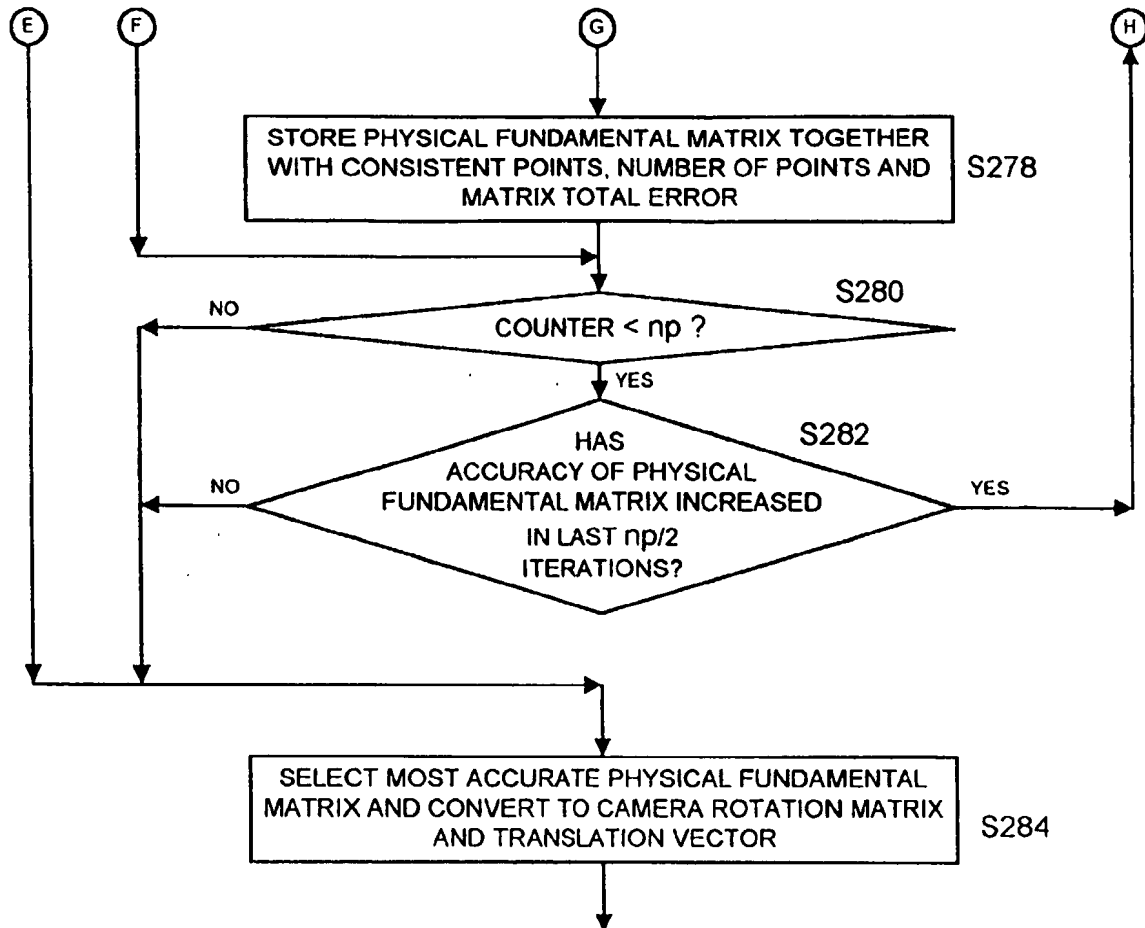 E
F
G
H
STORE PHYSICAL FUNDAMENTAL MATRIX TOGETHER
WITH CONSISTENT POINTS, NUMBER OF POINTS AND
MATRIX TOTAL ERROR
S278
S280
NO
COUNTER < np ?
YES
S282
HAS
ACCURACY OF PHYSICAL
FUNDAMENTAL MATRIX INCREASED
IN LAST np/2
ITERATIONS?
NO
YES
SELECT MOST ACCURATE PHYSICAL FUNDAMENTAL
MATRIX AND CONVERT TO CAMERA ROTATION MATRIX
AND TRANSLATION VECTOR
S284